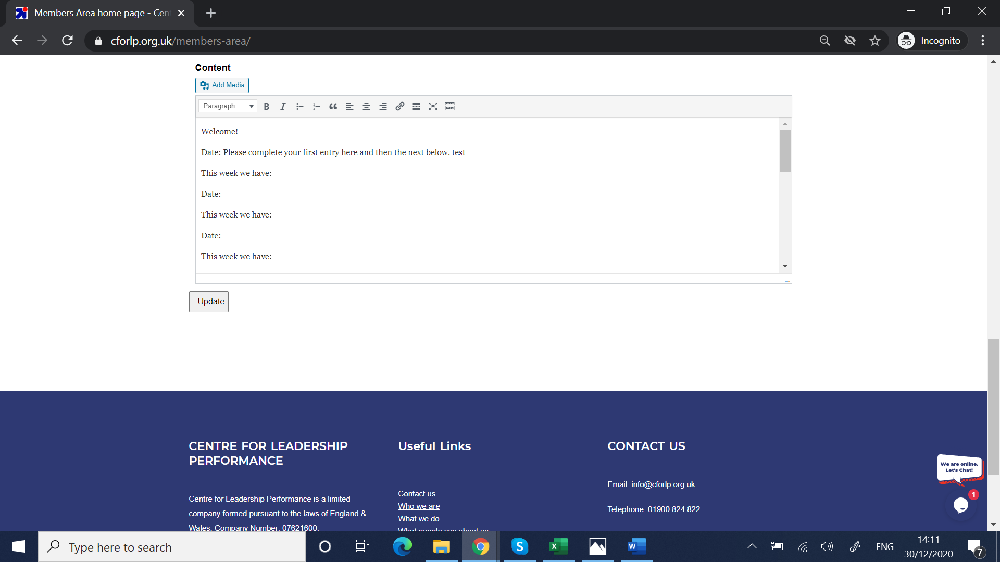 Members Area home page - Cen
cforlp.org.uk/members-area/
Incognito
Content
Add Media
Paragraph
Welcome!
Date: Please complete your first entry here and then the next below. test
This week we have:
Date:
This week we have:
Date:
This week we have:
Update
CENTRE FOR LEADERSHIP
PERFORMANCE
Centre for Leadership Performance is a limited
company formed pursuant to the laws of England &
Wales. Company Number: 07621600.
Useful Links
Contact us
Who we are
What we do
What people say about us
CONTACT US
Email: info@cforlp.org.uk
Telephone: 01900 824 822
We are online.
Let's Chat!
1
Type here to search
ENG
14:11
30/12/2020
7